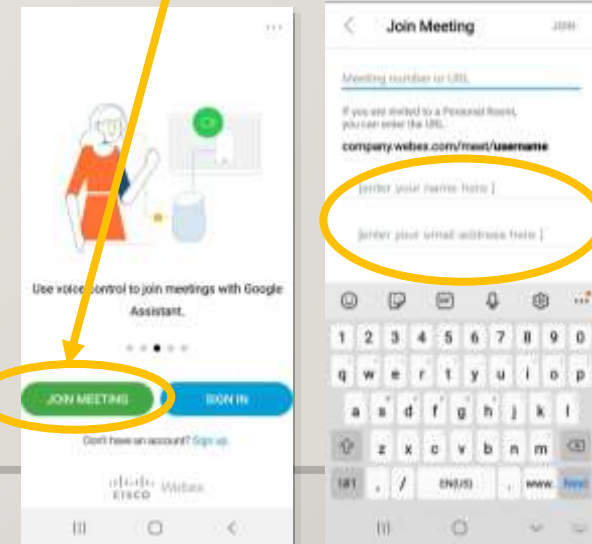 Use voice control to join meetings with Google
Assistant.
JOIN MEETING
SIGN IN
Don't have an account? Sign up
CISCO Webex
Join Meeting
JOIN
Meeting number or URL
If you are invited to a Personal Room,
you can enter the URL.
company.webex.com/meet/username
[enter your name here ]
[enter your email address here ]
1 2 3 4 5 6 7 8 9 0
q w e r t y u i o p
a s d f g h j k l
z x c v b n m
!#1 . / EN(US) . www. Next